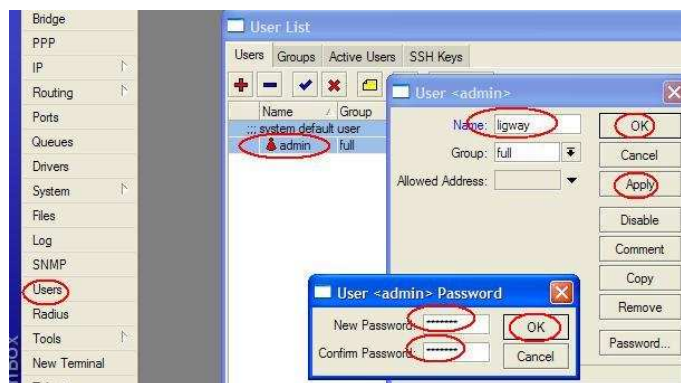 Bridge
PPP
IP
Routing
Ports
Queues
Drivers
System
Files
Log
SNMP
Users
Radius
Tools
New Terminal
User List
Users Groups Active Users SSH Keys
Name / Group
;;; system default user
admin full
User <admin>
Name: ligway
Group: full
Allowed Address:
OK
Cancel
Apply
Disable
Comment
Copy
Remove
Password...
User <admin> Password
New Password: *******
Confirm Password: *******
OK
Cancel